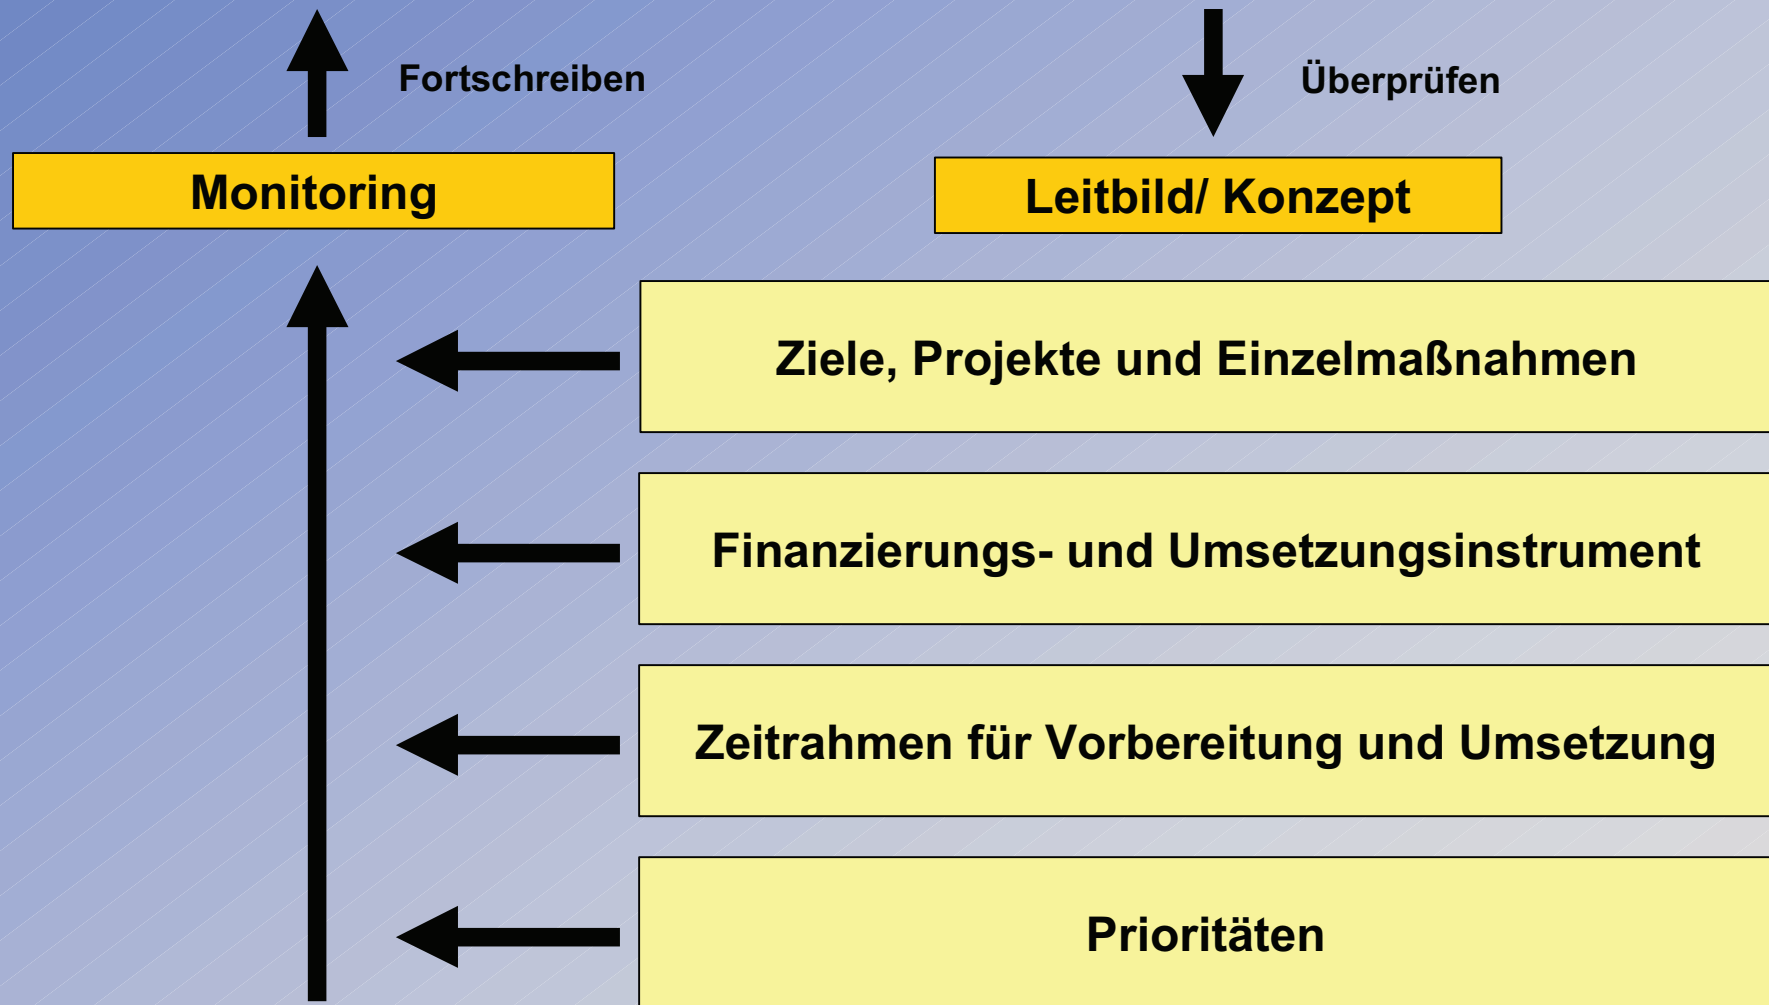 Fortschreiben
Überprüfen
Monitoring
Leitbild/ Konzept
Ziele, Projekte und Einzelmaßnahmen
Finanzierungs- und Umsetzungsinstrument
Zeitrahmen für Vorbereitung und Umsetzung
Prioritäten